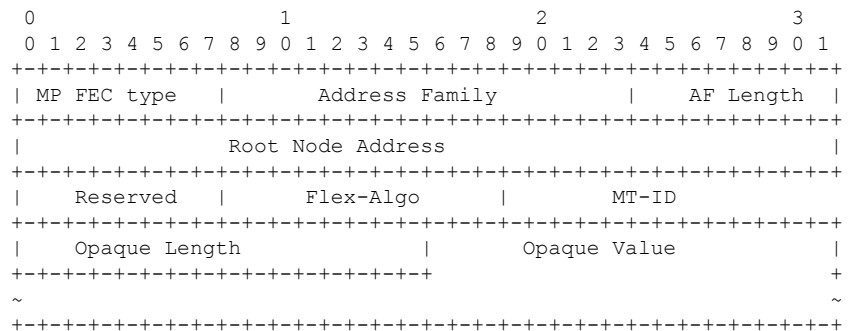 0                   1                   2                   3
 0 1 2 3 4 5 6 7 8 9 0 1 2 3 4 5 6 7 8 9 0 1 2 3 4 5 6 7 8 9 0 1
+-+-+-+-+-+-+-+-+-+-+-+-+-+-+-+-+-+-+-+-+-+-+-+-+-+-+-+-+-+-+-+-+
| MP FEC type   |       Address Family          |    AF Length  |
+-+-+-+-+-+-+-+-+-+-+-+-+-+-+-+-+-+-+-+-+-+-+-+-+-+-+-+-+-+-+-+-+
|                Root Node Address                              |
+-+-+-+-+-+-+-+-+-+-+-+-+-+-+-+-+-+-+-+-+-+-+-+-+-+-+-+-+-+-+-+-+
|    Reserved   |      Flex-Algo      |        MT-ID
+-+-+-+-+-+-+-+-+-+-+-+-+-+-+-+-+-+-+-+-+-+-+-+-+-+-+-+-+-+-+-+-+
|    Opaque Length              |       Opaque Value            |
+-+-+-+-+-+-+-+-+-+-+-+-+-+-+-+-+                               +
~                                                               ~
+-+-+-+-+-+-+-+-+-+-+-+-+-+-+-+-+-+-+-+-+-+-+-+-+-+-+-+-+-+-+-+-+